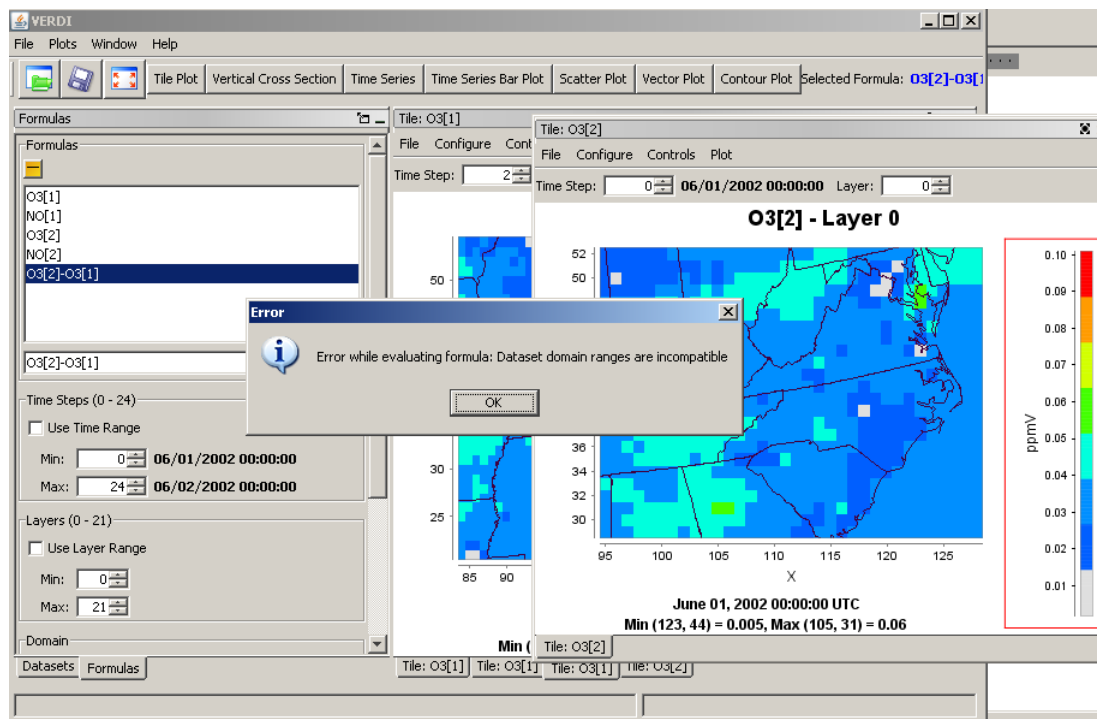 VERDI
File Plots Window Help
Tile Plot Vertical Cross Section Time Series Time Series Bar Plot Scatter Plot Vector Plot Contour Plot Selected Formula: O3[2]-O3[1
Formulas
Formulas
O3[1]
NO[1]
O3[2]
NO[2]
O3[2]-O3[1]
O3[2]-O3[1]
Time Steps (0 - 24)
Use Time Range
Min: 0 06/01/2002 00:00:00
Max: 24 06/02/2002 00:00:00
Layers (0 - 21)
Use Layer Range
Min: 0
Max: 21
Domain
Datasets Formulas
Tile: O3[1]
File Configure Cont
Time Step: 2
50
30
25
85 90
Min (
Tile: O3[1] Tile: O3[1] Tile: O3[1] Tile: O3[2]
Tile: O3[2]
File Configure Controls Plot
Time Step: 0 06/01/2002 00:00:00 Layer: 0
O3[2] - Layer 0
52
50
36
34
32
30
95 100 105 110 115 120 125
X
0.10
0.09
0.08
0.07
0.06
0.05
0.04
0.03
0.02
0.01
ppmV
June 01, 2002 00:00:00 UTC
Min (123, 44) = 0.005, Max (105, 31) = 0.06
Tile: O3[2]
Error
Error while evaluating formula: Dataset domain ranges are incompatible
OK